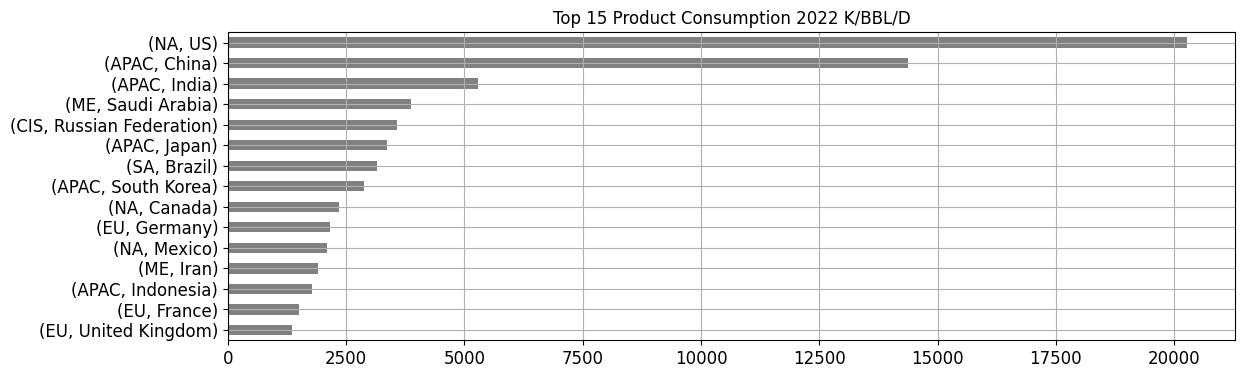 Top 15 Product Consumption 2022 K/BBL/D
(NA, US)
(APAC, China)
(APAC, India)
(ME, Saudi Arabia)
(CIS, Russian Federation)
(APAC, Japan)
(SA, Brazil)
(APAC, South Korea)
(NA, Canada)
(EU, Germany)
(NA, Mexico)
(ME, Iran)
(APAC, Indonesia)
(EU, France)
(EU, United Kingdom)
0 2500 5000 7500 10000 12500 15000 17500 20000